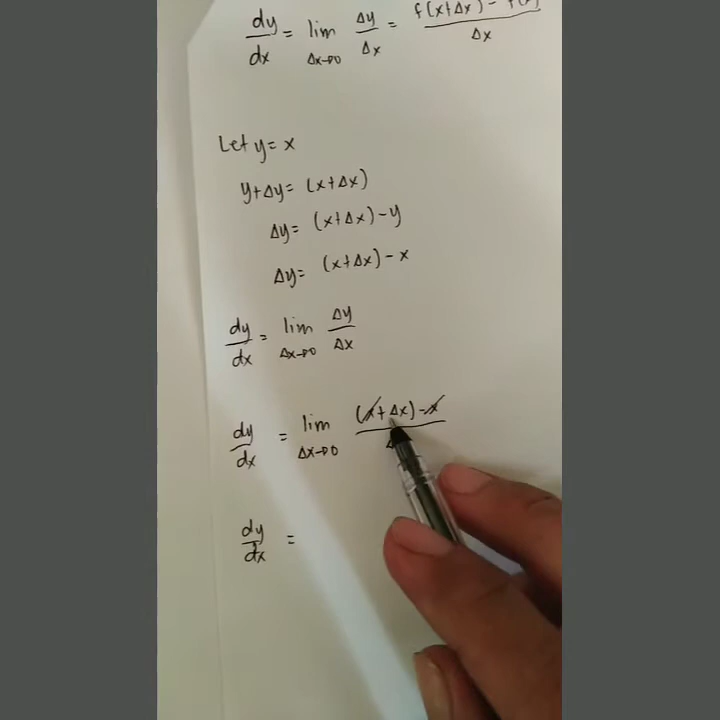 dy/dx = lim Δx→0 Δy/Δx = f(x+Δx) - f(x)/Δx
Let y = x
y+Δy = (x+Δx)
Δy = (x+Δx) - y
Δy = (x+Δx) - x
dy/dx = lim Δx→0 Δy/Δx
dy/dx = lim Δx→0 (x+Δx) - x
dy/dx =